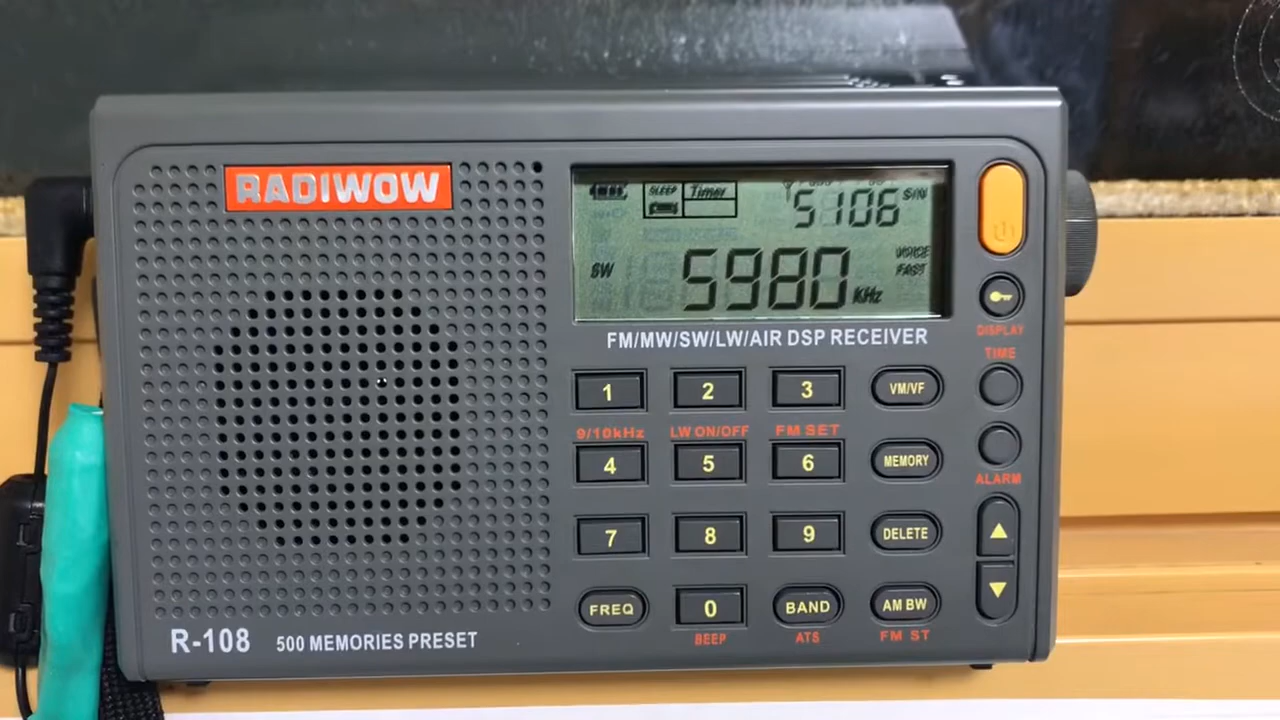 RADIWOW
SLEEP
Timer
5106
S/N
SW
5980
KHz
FAST
FM/MW/SW/LW/AIR DSP RECEIVER
DISPLAY
TIME
1 2 3 VM/VF
9/10kHz LW ON/OFF FM SET
4 5 6 MEMORY
ALARM
7 8 9 DELETE
FREQ 0 BAND AM BW
BEEP ATS FM ST
R-108 500 MEMORIES PRESET